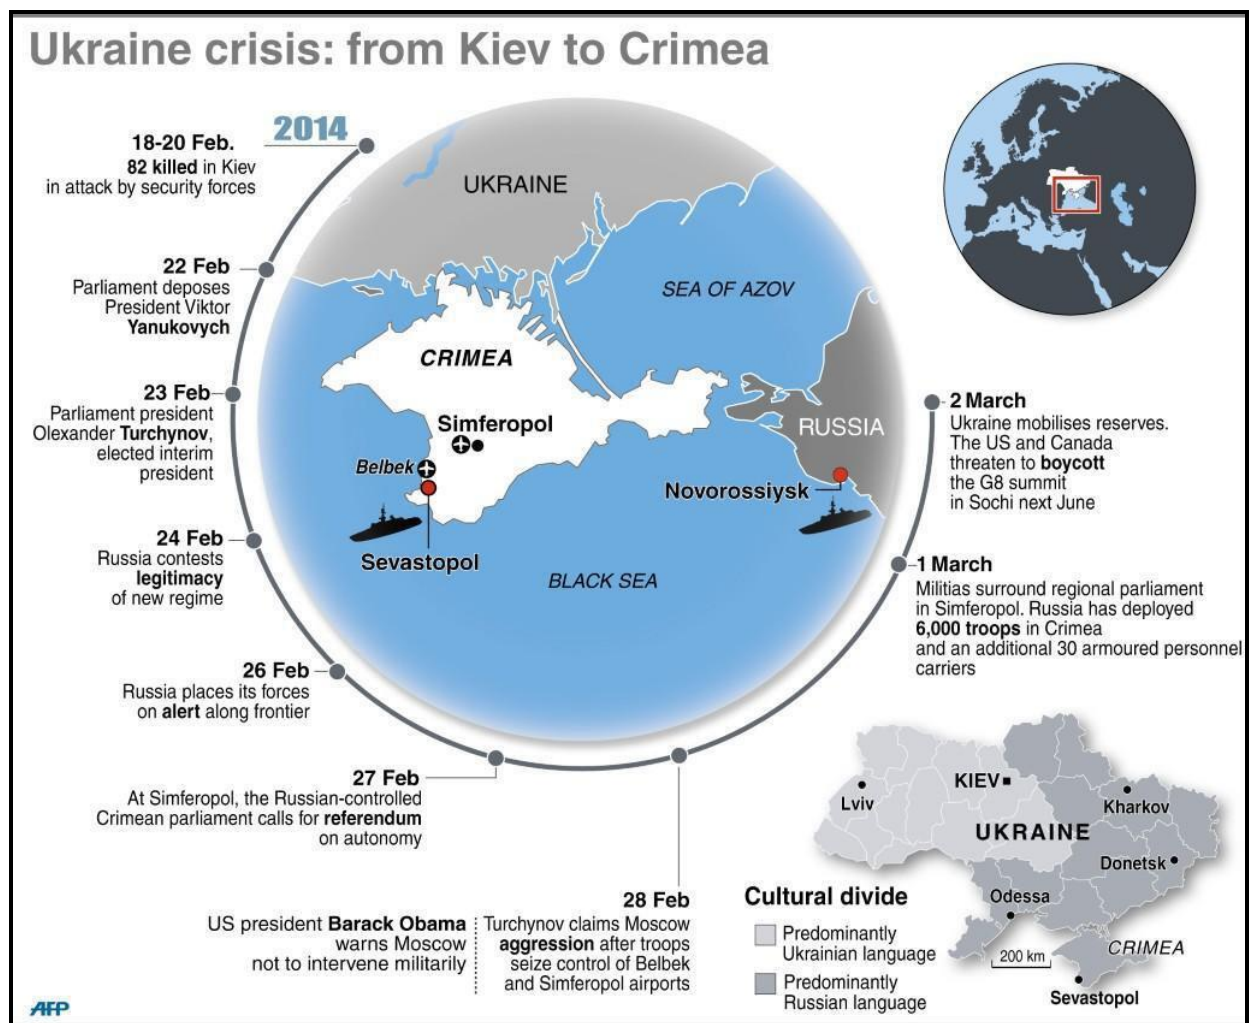 Ukraine crisis: from Kiev to Crimea
2014
18-20 Feb.
82 killed in Kiev
in attack by security forces
22 Feb
Parliament deposes
President Viktor
Yanukovych
23 Feb
Parliament president
Olexander Turchynov,
elected interim
president
24 Feb
Russia contests
legitimacy
of new regime
26 Feb
Russia places its forces
on alert along frontier
27 Feb
At Simferopol, the Russian-controlled
Crimean parliament calls for referendum
on autonomy
28 Feb
US president Barack Obama
warns Moscow
not to intervene militarily
Turchynov claims Moscow
aggression after troops
seize control of Belbek
and Simferopol airports
1 March
Militias surround regional parliament
in Simferopol. Russia has deployed
6,000 troops in Crimea
and an additional 30 armoured personnel
carriers
2 March
Ukraine mobilises reserves.
The US and Canada
threaten to boycott
the G8 summit
in Sochi next June
UKRAINE
SEA OF AZOV
CRIMEA
Simferopol
Belbek
RUSSIA
Novorossiysk
Sevastopol
BLACK SEA
KIEV
Lviv
Kharkov
UKRAINE
Donetsk
Odessa
CRIMEA
200 km
Sevastopol
Cultural divide
Predominantly
Ukrainian language
Predominantly
Russian language
AFP